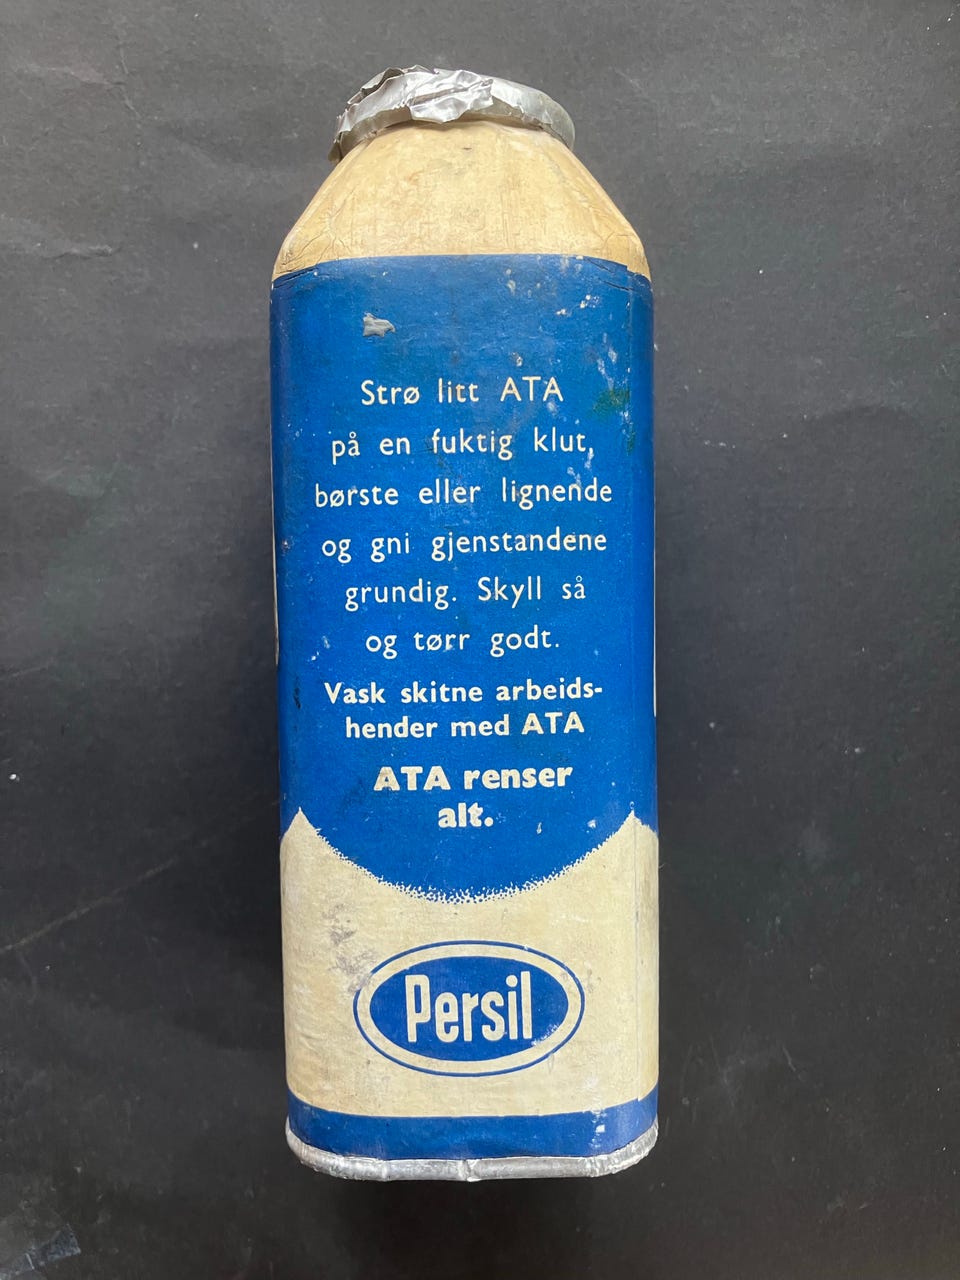 Strø litt ATA
på en fuktig klut,
børste eller lignende
og gni gjenstandene
grundig. Skyll så
og tørr godt.
Vask skitne arbeids-
hender med ATA
ATA renser
alt.
Persil